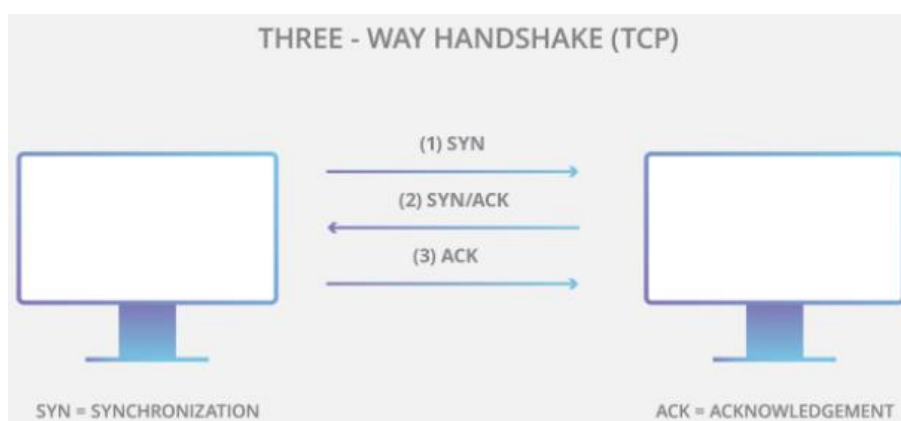 THREE - WAY HANDSHAKE (TCP)
(1) SYN
(2) SYN/ACK
(3) ACK
SYN = SYNCHRONIZATION
ACK = ACKNOWLEDGEMENT